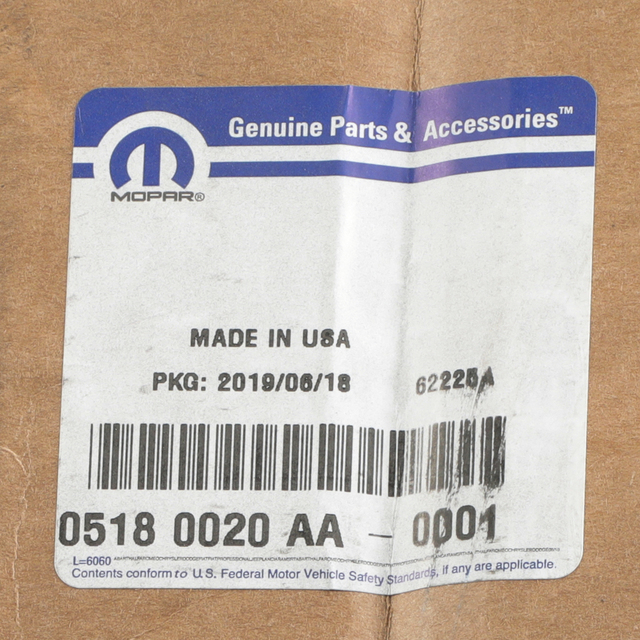 Genuine Parts & Accessories™
MOPAR®
MADE IN USA
PKG: 2019/06/18 62225A
0518 0020 AA – 0001
L=6060
Contents conform to U.S. Federal Motor Vehicle Safety Standards, if any are applicable.